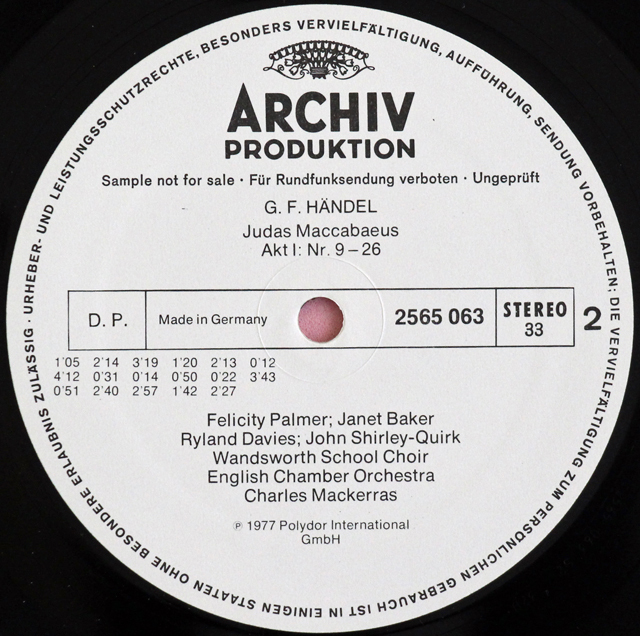 URHEBER- UND LEISTUNGSSCHUTZRECHTE, BESONDERS VERVIELFÄLTIGUNG, AUFFÜHRUNG, SENDUNG VORBEHALTEN; DIE VERVIELFÄLTIGUNG ZUM PERSÖNLICHEN GEBRAUCH IST IN EINIGEN STAATEN OHNE BESONDERE ERLAUBNIS ZULÄSSIG ·
ARCHIV
PRODUKTION
Sample not for sale · Für Rundfunksendung verboten · Ungeprüft
G. F. HÄNDEL
Judas Maccabaeus
Akt I: Nr. 9 – 26
D. P. Made in Germany 2565 063 STEREO 33 2
1'05 2'14 3'19 1'20 2'13 0'12
4'12 0'31 0'14 0'50 0'22 3'43
0'51 2'40 2'57 1'42 2'27
Felicity Palmer; Janet Baker
Ryland Davies; John Shirley-Quirk
Wandsworth School Choir
English Chamber Orchestra
Charles Mackerras
℗ 1977 Polydor International
GmbH